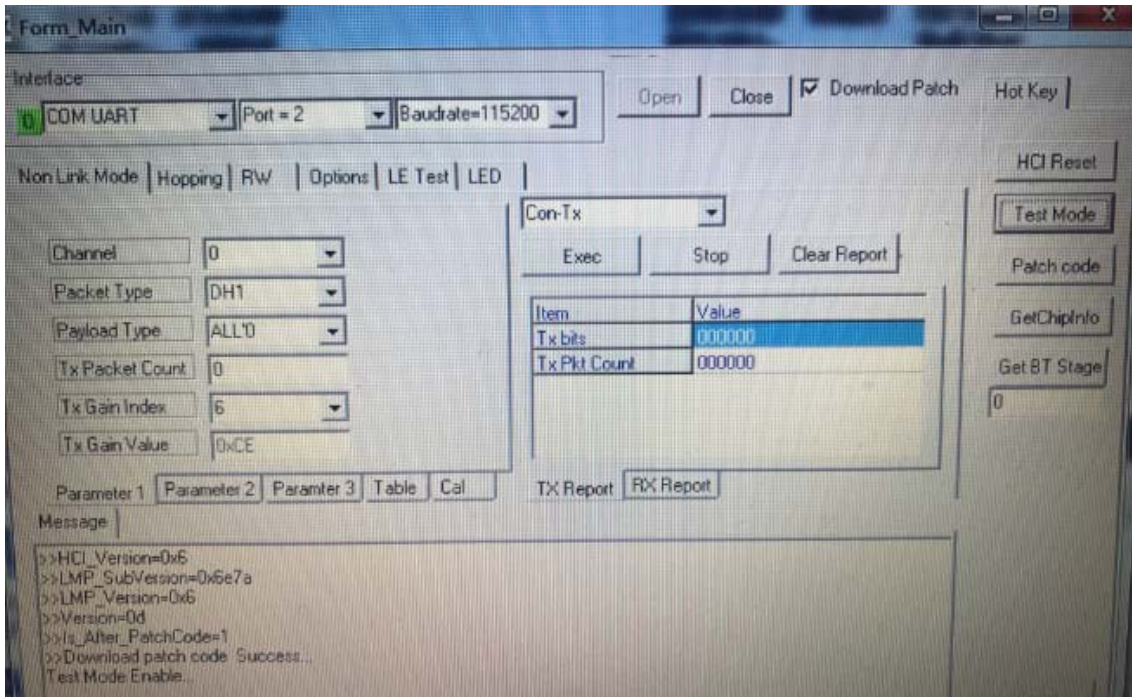 Form_Main
Interface
0 COM UART Port = 2 Baudrate=115200
Open Close Download Patch
Hot Key
Non Link Mode Hopping RW Options LE Test LED
HCI Reset
Con-Tx
Test Mode
Channel 0
Exec Stop Clear Report
Patch code
Packet Type DH1
Item Value
GetChipInfo
Payload Type ALL'0
Tx bits 000000
Tx Packet Count 0
Tx Pkt Count 000000
Get BT Stage
0
Tx Gain Index 6
Tx Gain Value 0xCE
Parameter 1 Parameter 2 Paramter 3 Table Cal
TX Report RX Report
Message
>>HCI_Version=0x6
>>LMP_SubVersion=0x6e7a
>>LMP_Version=0x6
>>Version=0d
>>Is_After_PatchCode=1
>>Download patch code Success...
Test Mode Enable...